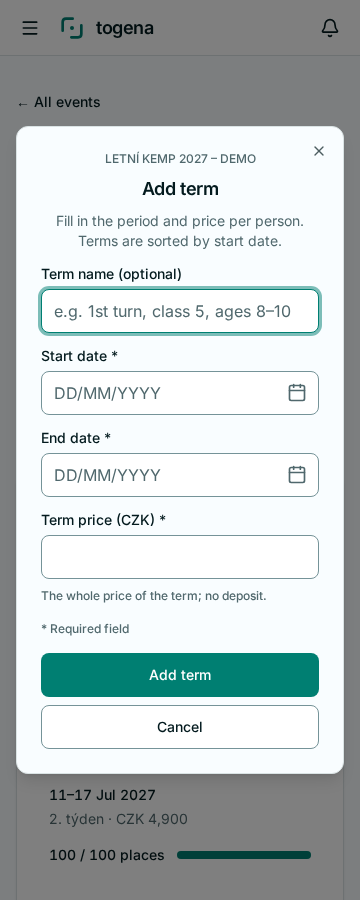 togena
← All events
LETNÍ KEMP 2027 – DEMO
Add term
Fill in the period and price per person.
Terms are sorted by start date.
Term name (optional)
e.g. 1st turn, class 5, ages 8–10
Start date *
DD/MM/YYYY
End date *
DD/MM/YYYY
Term price (CZK) *
The whole price of the term; no deposit.
* Required field
Add term
Cancel
11–17 Jul 2027
2. týden · CZK 4,900
100 / 100 places